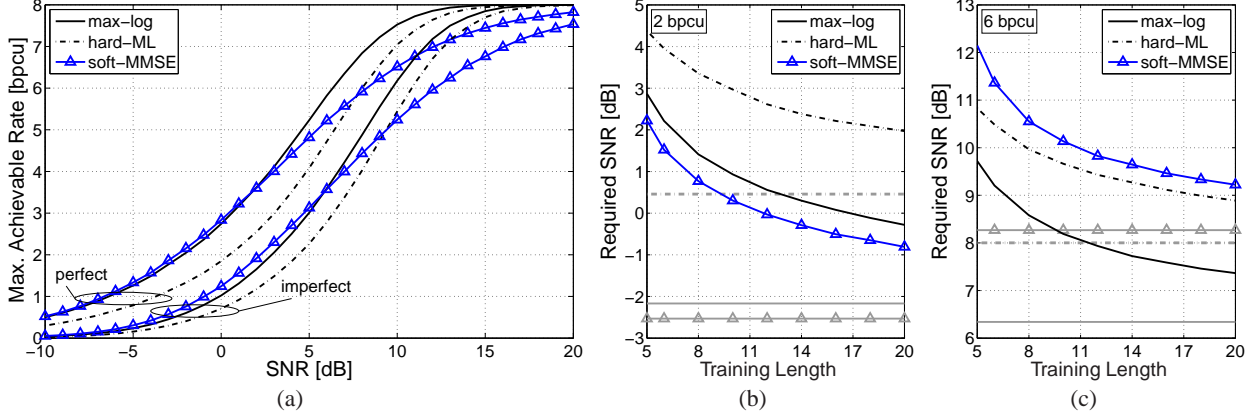 Max. Achievable Rate [bpcu]
8
7
6
5
4
3
2
1
0
max−log
hard−ML
soft−MMSE
perfect
imperfect
−10
−5
0
5
10
15
20
SNR [dB]
(a)
Required SNR [dB]
5
4
3
2
1
0
−1
−2
−3
2 bpcu
max−log
hard−ML
soft−MMSE
5
8
11
14
17
20
Training Length
(b)
Required SNR [dB]
13
12
11
10
9
8
7
6
6 bpcu
max−log
hard−ML
soft−MMSE
5
8
11
14
17
20
Training Length
(c)